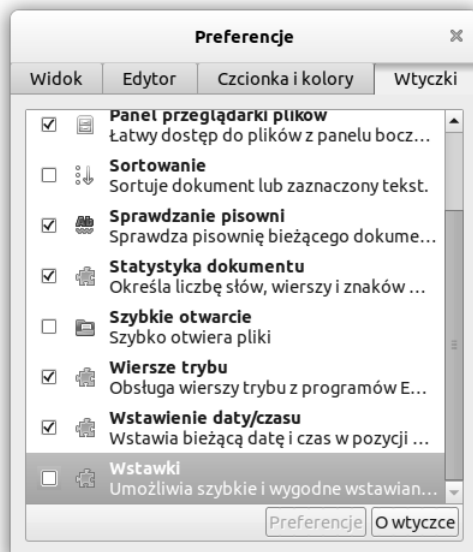 Preferencje
Widok Edytor Czcionka i kolory Wtyczki
Panel przeglądarki plików
Łatwy dostęp do plików z panelu bocz…
Sortowanie
Sortuje dokument lub zaznaczony tekst.
Sprawdzanie pisowni
Sprawdza pisownię bieżącego dokume…
Statystyka dokumentu
Określa liczbę słów, wierszy i znaków …
Szybkie otwarcie
Szybko otwiera pliki
Wiersze trybu
Obsługa wierszy trybu z programów E…
Wstawienie daty/czasu
Wstawia bieżącą datę i czas w pozycji …
Wstawki
Umożliwia szybkie i wygodne wstawian…
Preferencje O wtyczce